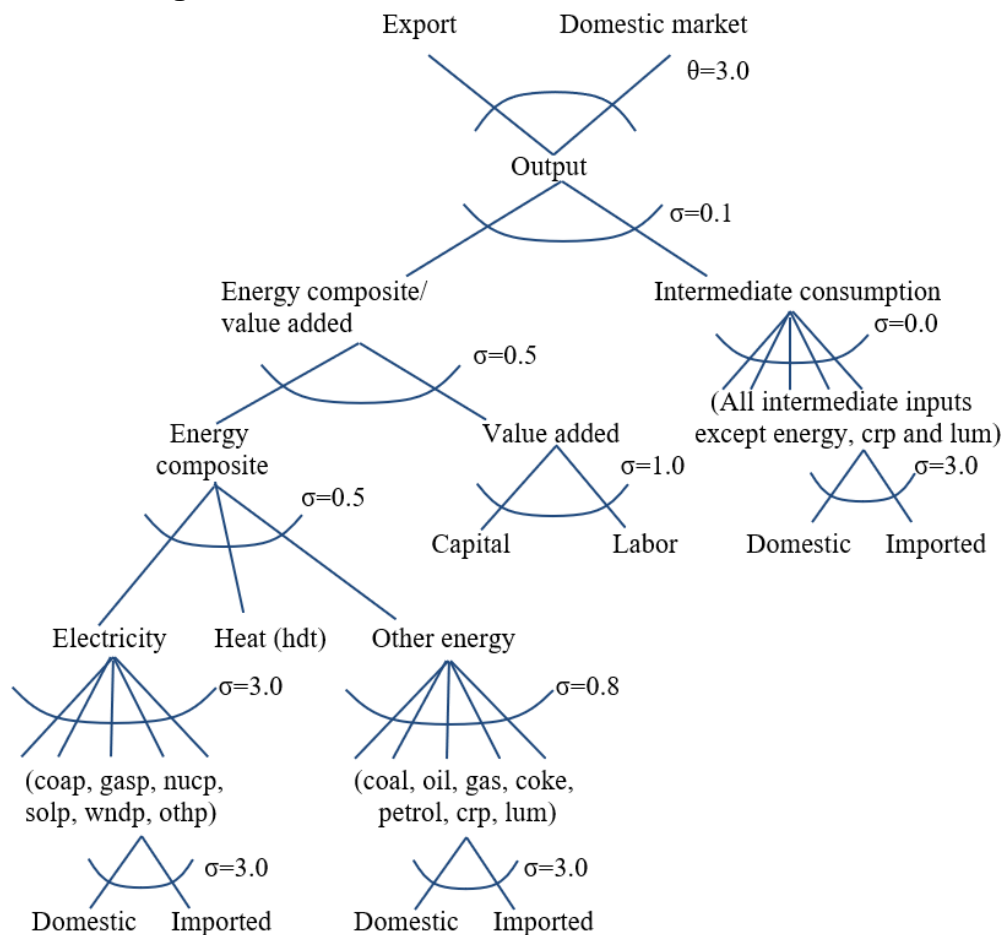 Export
Domestic market
θ=3.0
Output
σ=0.1
Energy composite/
value added
Intermediate consumption
σ=0.0
σ=0.5
(All intermediate inputs
except energy, crp and lum)
Energy
composite
Value added
σ=1.0
σ=3.0
σ=0.5
Capital
Labor
Domestic
Imported
Electricity
Heat (hdt)
Other energy
σ=3.0
σ=0.8
(coap, gasp, nucp,
solp, wndp, othp)
(coal, oil, gas, coke,
petrol, crp, lum)
σ=3.0
σ=3.0
Domestic
Imported
Domestic
Imported